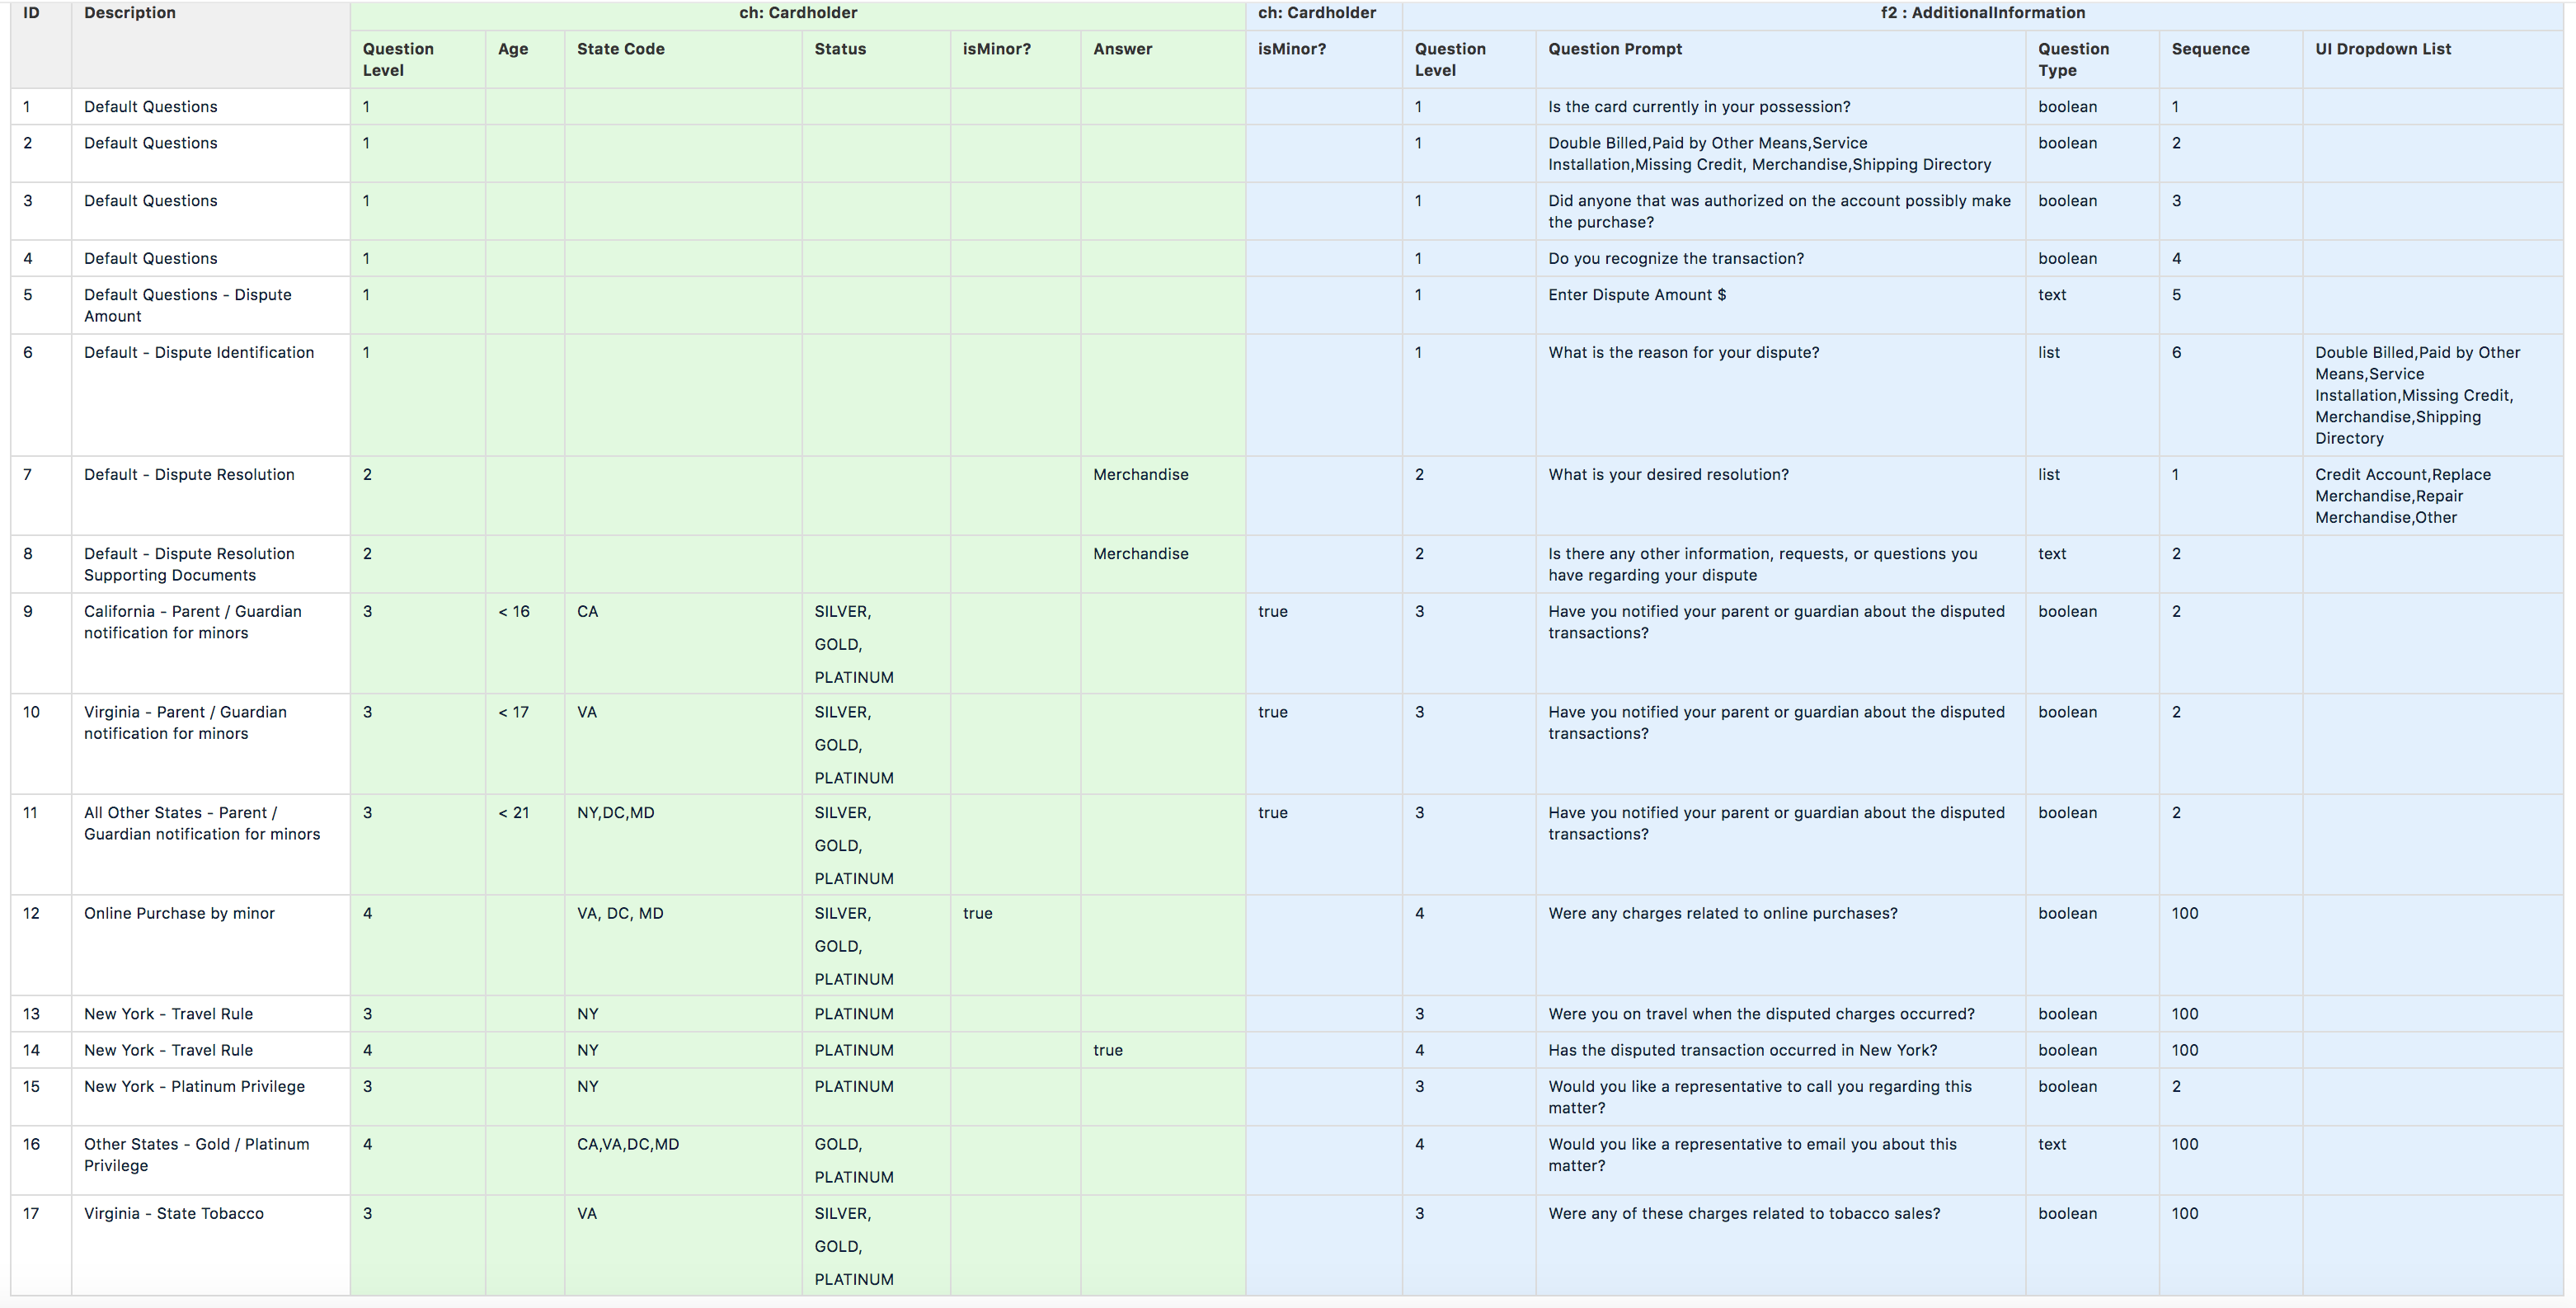 ID Description ch: Cardholder ch: Cardholder f2 : AdditionalInformation
Question Level Age State Code Status isMinor? Answer isMinor? Question Level Question Prompt Question Type Sequence UI Dropdown List
1 Default Questions 1 1 Is the card currently in your possession? boolean 1
2 Default Questions 1 1 Double Billed,Paid by Other Means,Service Installation,Missing Credit, Merchandise,Shipping Directory boolean 2
3 Default Questions 1 1 Did anyone that was authorized on the account possibly make the purchase? boolean 3
4 Default Questions 1 1 Do you recognize the transaction? boolean 4
5 Default Questions - Dispute Amount 1 1 Enter Dispute Amount $ text 5
6 Default - Dispute Identification 1 1 What is the reason for your dispute? list 6 Double Billed,Paid by Other Means,Service Installation,Missing Credit, Merchandise,Shipping Directory
7 Default - Dispute Resolution 2 Merchandise 2 What is your desired resolution? list 1 Credit Account,Replace Merchandise,Repair Merchandise,Other
8 Default - Dispute Resolution Supporting Documents 2 Merchandise 2 Is there any other information, requests, or questions you have regarding your dispute text 2
9 California - Parent / Guardian notification for minors 3 < 16 CA SILVER, GOLD, PLATINUM true 3 Have you notified your parent or guardian about the disputed transactions? boolean 2
10 Virginia - Parent / Guardian notification for minors 3 < 17 VA SILVER, GOLD, PLATINUM true 3 Have you notified your parent or guardian about the disputed transactions? boolean 2
11 All Other States - Parent / Guardian notification for minors 3 < 21 NY,DC,MD SILVER, GOLD, PLATINUM true 3 Have you notified your parent or guardian about the disputed transactions? boolean 2
12 Online Purchase by minor 4 VA, DC, MD SILVER, GOLD, PLATINUM true 4 Were any charges related to online purchases? boolean 100
13 New York - Travel Rule 3 NY PLATINUM 3 Were you on travel when the disputed charges occurred? boolean 100
14 New York - Travel Rule 4 NY PLATINUM true 4 Has the disputed transaction occurred in New York? boolean 100
15 New York - Platinum Privilege 3 NY PLATINUM 3 Would you like a representative to call you regarding this matter? boolean 2
16 Other States - Gold / Platinum Privilege 4 CA,VA,DC,MD GOLD, PLATINUM 4 Would you like a representative to email you about this matter? text 100
17 Virginia - State Tobacco 3 VA SILVER, GOLD, PLATINUM 3 Were any of these charges related to tobacco sales? boolean 100